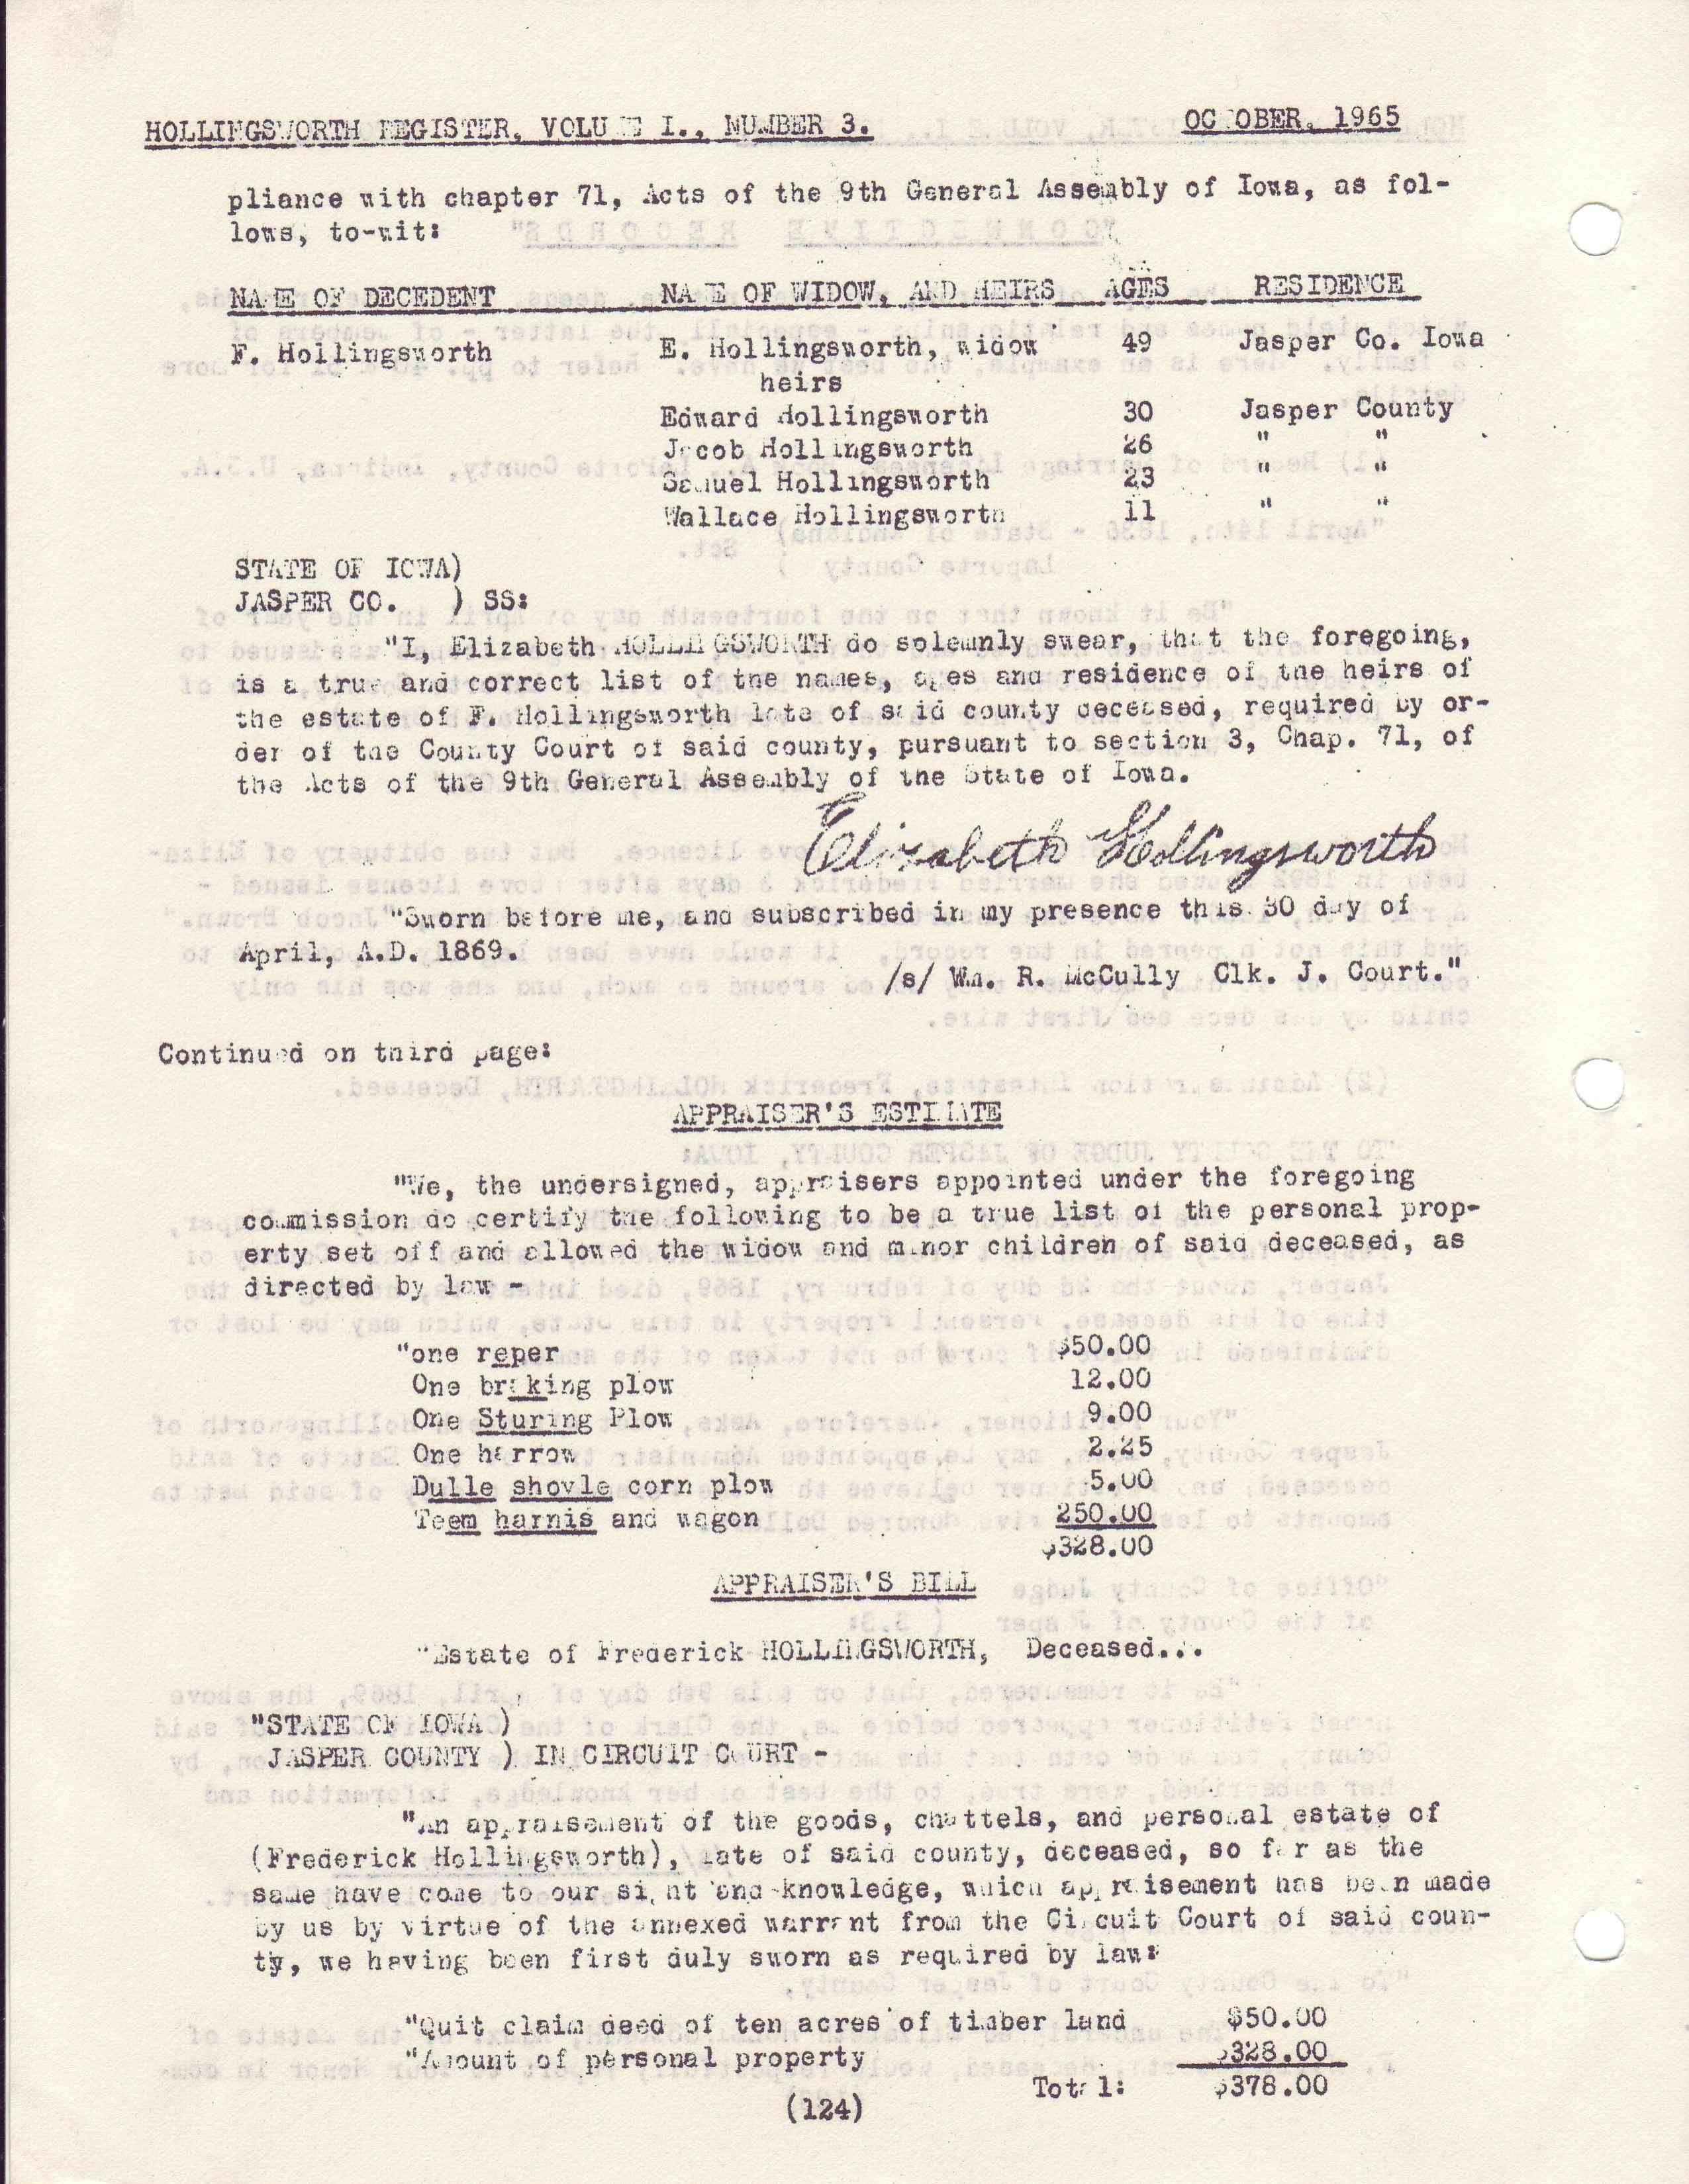 HOLLINGSWORTH REGISTER, VOLUME I., NUMBER 3. OCTOBER, 1965
pliance with chapter 71, Acts of the 9th General Assembly of Iowa, as fol-
lows, to-wit:
NAME OF DECEDENT NAME OF WIDOW, AND HEIRS AGES RESIDENCE
F. Hollingsworth E. Hollingsworth, widow 49 Jasper Co. Iowa
heirs
Edward Hollingsworth 30 Jasper County
Jacob Hollingsworth 26 " "
Samuel Hollingsworth 23 " "
Wallace Hollingsworth 11 " "
STATE OF IOWA)
JASPER CO. ) SS:
"I, Elizabeth HOLLINGSWORTH do solemnly swear, that the foregoing,
is a true and correct list of the names, ages and residence of the heirs of
the estate of F. Hollingsworth late of said county deceased, required by or-
der of the County Court of said county, pursuant to section 3, Chap. 71, of
the Acts of the 9th General Assembly of the State of Iowa.
Elizabeth Hollingsworth
"Sworn before me, and subscribed in my presence this 30 day of
April, A.D. 1869.
/s/ Wm. R. McCully Clk. J. Court."
Continued on third page:
APPRAISER'S ESTIMATE
"We, the undersigned, appraisers appointed under the foregoing
commission do certify the following to be a true list of the personal prop-
erty set off and allowed the widow and minor children of said deceased, as
directed by law -
"one reper $50.00
One braking plow 12.00
One Sturing Plow 9.00
One harrow 2.25
Dulle shovle corn plow 5.00
Teem harnis and wagon 250.00
$328.00
APPRAISER'S BILL
"Estate of Frederick HOLLINGSWORTH, Deceased...
"STATE OF IOWA )
JASPER COUNTY ) IN CIRCUIT COURT -
"An appraisement of the goods, chattels, and personal estate of
(Frederick Hollingsworth), late of said county, deceased, so far as the
same have come to our sight and knowledge, which appraisement has been made
by us by virtue of the annexed warrant from the Circuit Court of said coun-
ty, we having been first duly sworn as required by law:
"Quit claim deed of ten acres of timber land $50.00
"Amount of personal property $328.00
Total: $378.00
(124)